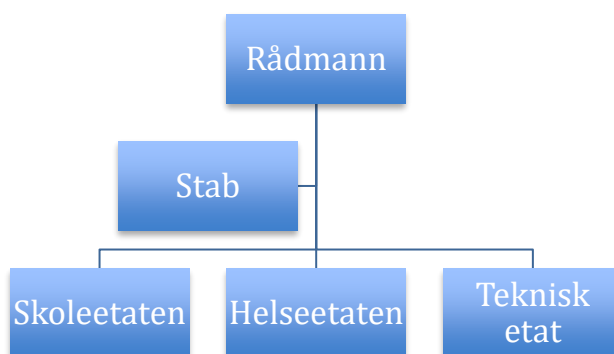 Rådmann
Stab
Skoleetaten
Helseetaten
Teknisk
etat